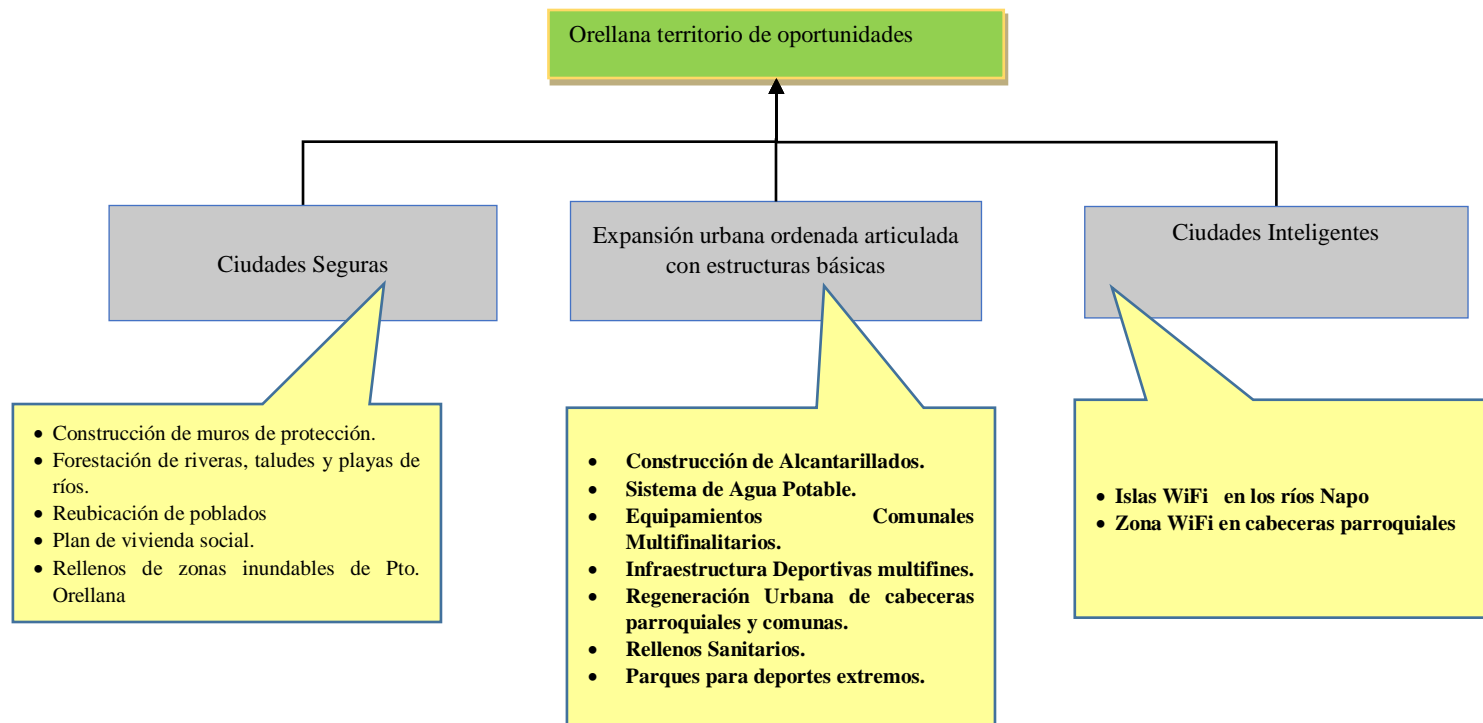 Orellana territorio de oportunidades
Ciudades Seguras
Expansión urbana ordenada articulada
con estructuras básicas
Ciudades Inteligentes
• Construcción de muros de protección.
• Forestación de riveras, taludes y playas de
ríos.
• Reubicación de poblados
• Plan de vivienda social.
• Rellenos de zonas inundables de Pto.
Orellana
• Construcción de Alcantarillados.
• Sistema de Agua Potable.
• Equipamientos Comunales
Multifinalitarios.
• Infraestructura Deportivas multifines.
• Regeneración Urbana de cabeceras
parroquiales y comunas.
• Rellenos Sanitarios.
• Parques para deportes extremos.
• Islas WiFi en los ríos Napo
• Zona WiFi en cabeceras parroquiales